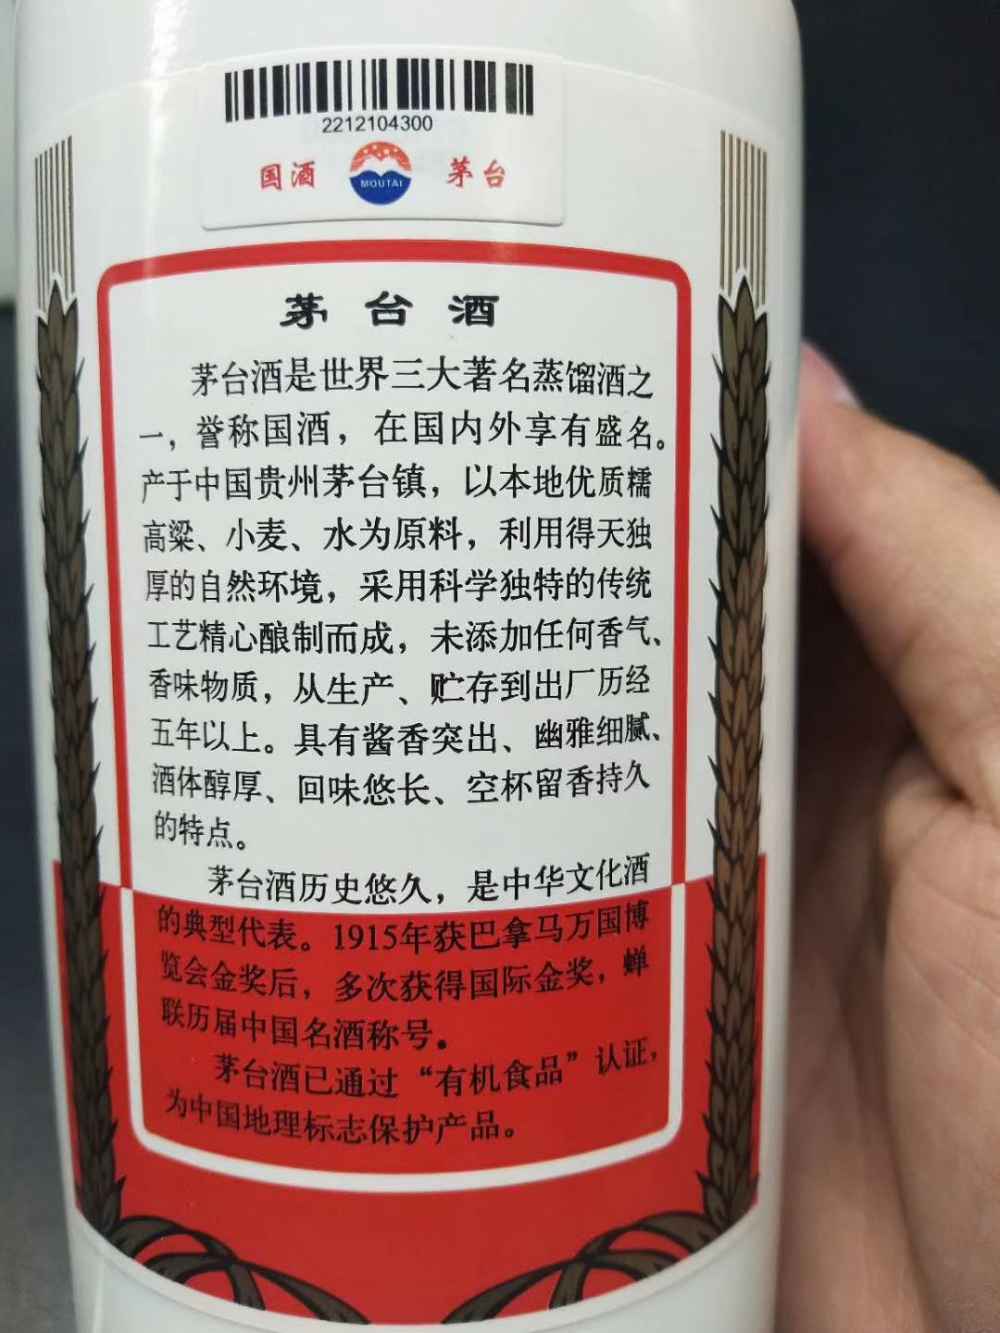 2212104300
国酒 MOUTAI 茅台
茅台酒
茅台酒是世界三大著名蒸馏酒之
一，誉称国酒，在国内外享有盛名。
产于中国贵州茅台镇，以本地优质糯
高粱、小麦、水为原料，利用得天独
厚的自然环境，采用科学独特的传统
工艺精心酿制而成，未添加任何香气、
香味物质，从生产、贮存到出厂历经
五年以上。具有酱香突出、幽雅细腻、
酒体醇厚、回味悠长、空杯留香持久
的特点。
茅台酒历史悠久，是中华文化酒
的典型代表。1915年获巴拿马万国博
览会金奖后，多次获得国际金奖，蝉
联历届中国名酒称号。
茅台酒已通过“有机食品”认证，
为中国地理标志保护产品。